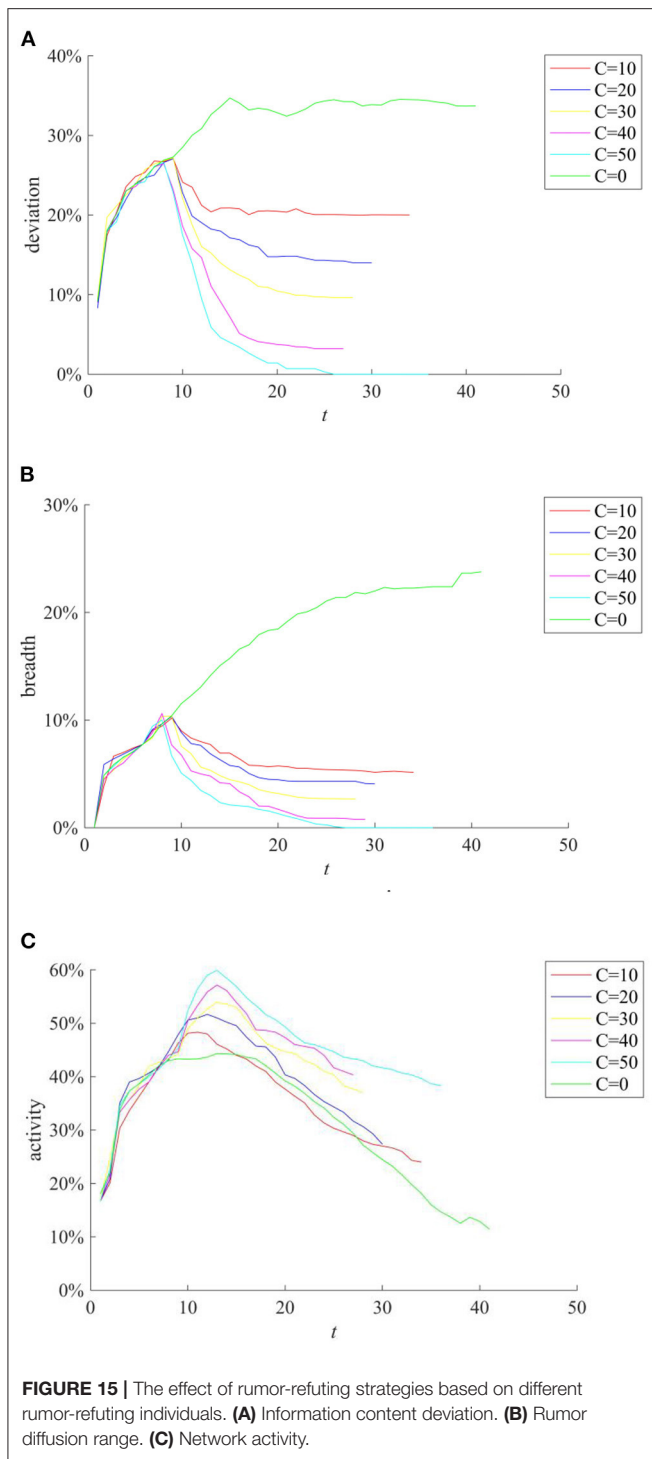 A
40%
30%
20%
10%
0%
deviation
0 10 20 30 40 50
t
C=10
C=20
C=30
C=40
C=50
C=0
B
30%
20%
10%
0%
breadth
0 10 20 30 40 50
t
C=10
C=20
C=30
C=40
C=50
C=0
C
60%
50%
40%
30%
20%
10%
0%
activity
0 10 20 30 40 50
t
C=10
C=20
C=30
C=40
C=50
C=0
FIGURE 15 | The effect of rumor-refuting strategies based on different
rumor-refuting individuals. (A) Information content deviation. (B) Rumor
diffusion range. (C) Network activity.